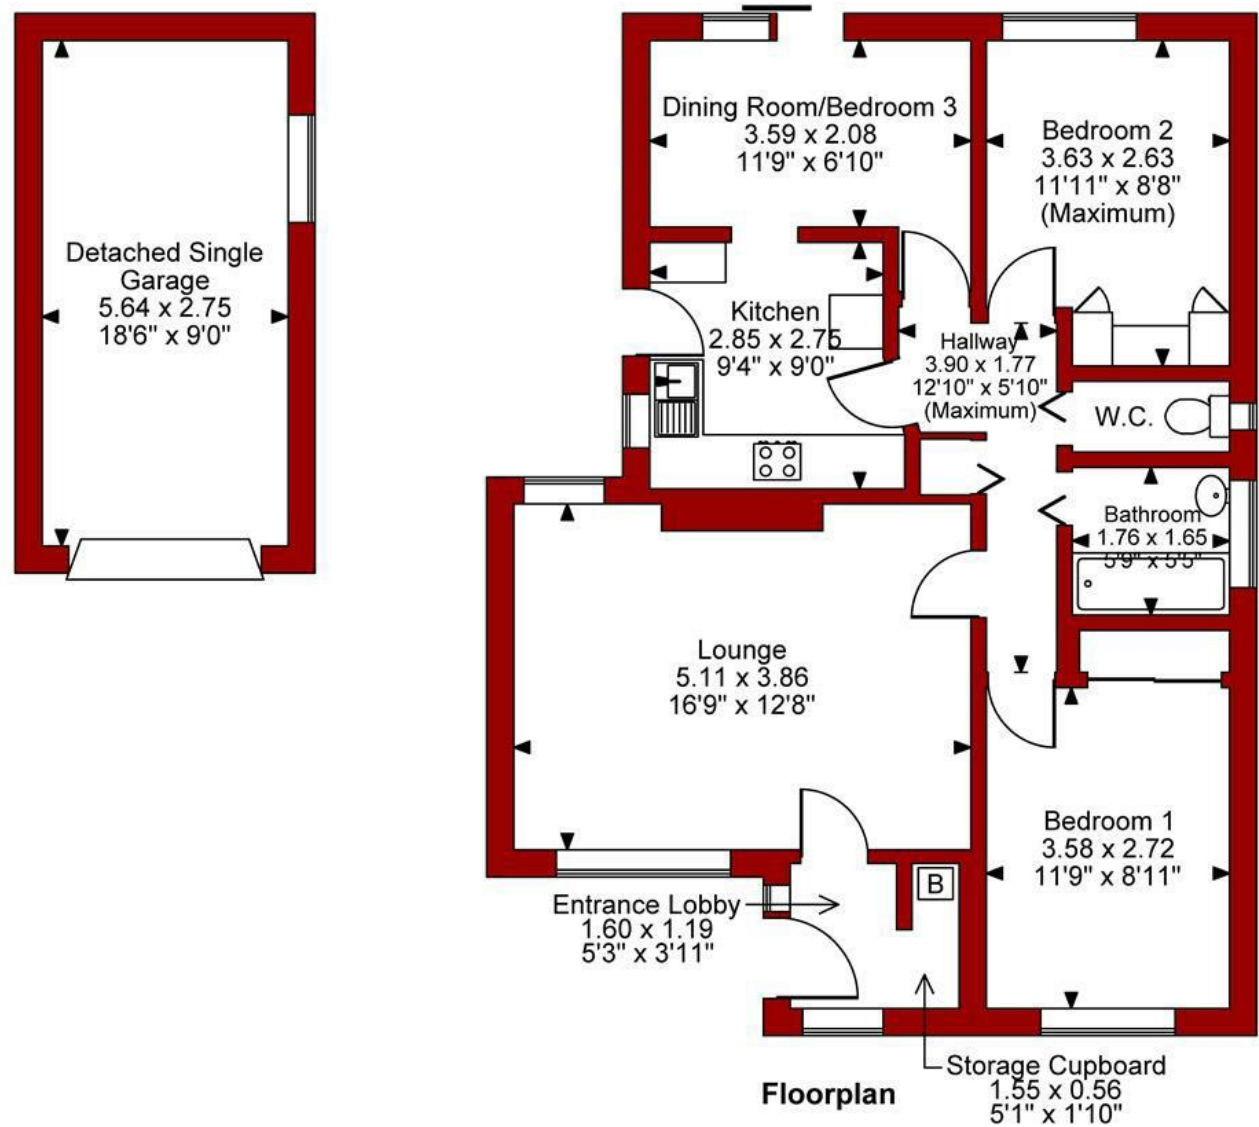 Detached Single
Garage
5.64 x 2.75
18'6" x 9'0"
Dining Room/Bedroom 3
3.59 x 2.08
11'9" x 6'10"
Bedroom 2
3.63 x 2.63
11'11" x 8'8"
(Maximum)
Kitchen
2.85 x 2.75
9'4" x 9'0"
Hallway
3.90 x 1.77
12'10" x 5'10"
(Maximum)
W.C.
Bathroom
1.76 x 1.65
5'9" x 5'5"
Lounge
5.11 x 3.86
16'9" x 12'8"
Bedroom 1
3.58 x 2.72
11'9" x 8'11"
B
Entrance Lobby
1.60 x 1.19
5'3" x 3'11"
Storage Cupboard
1.55 x 0.56
5'1" x 1'10"
Floorplan